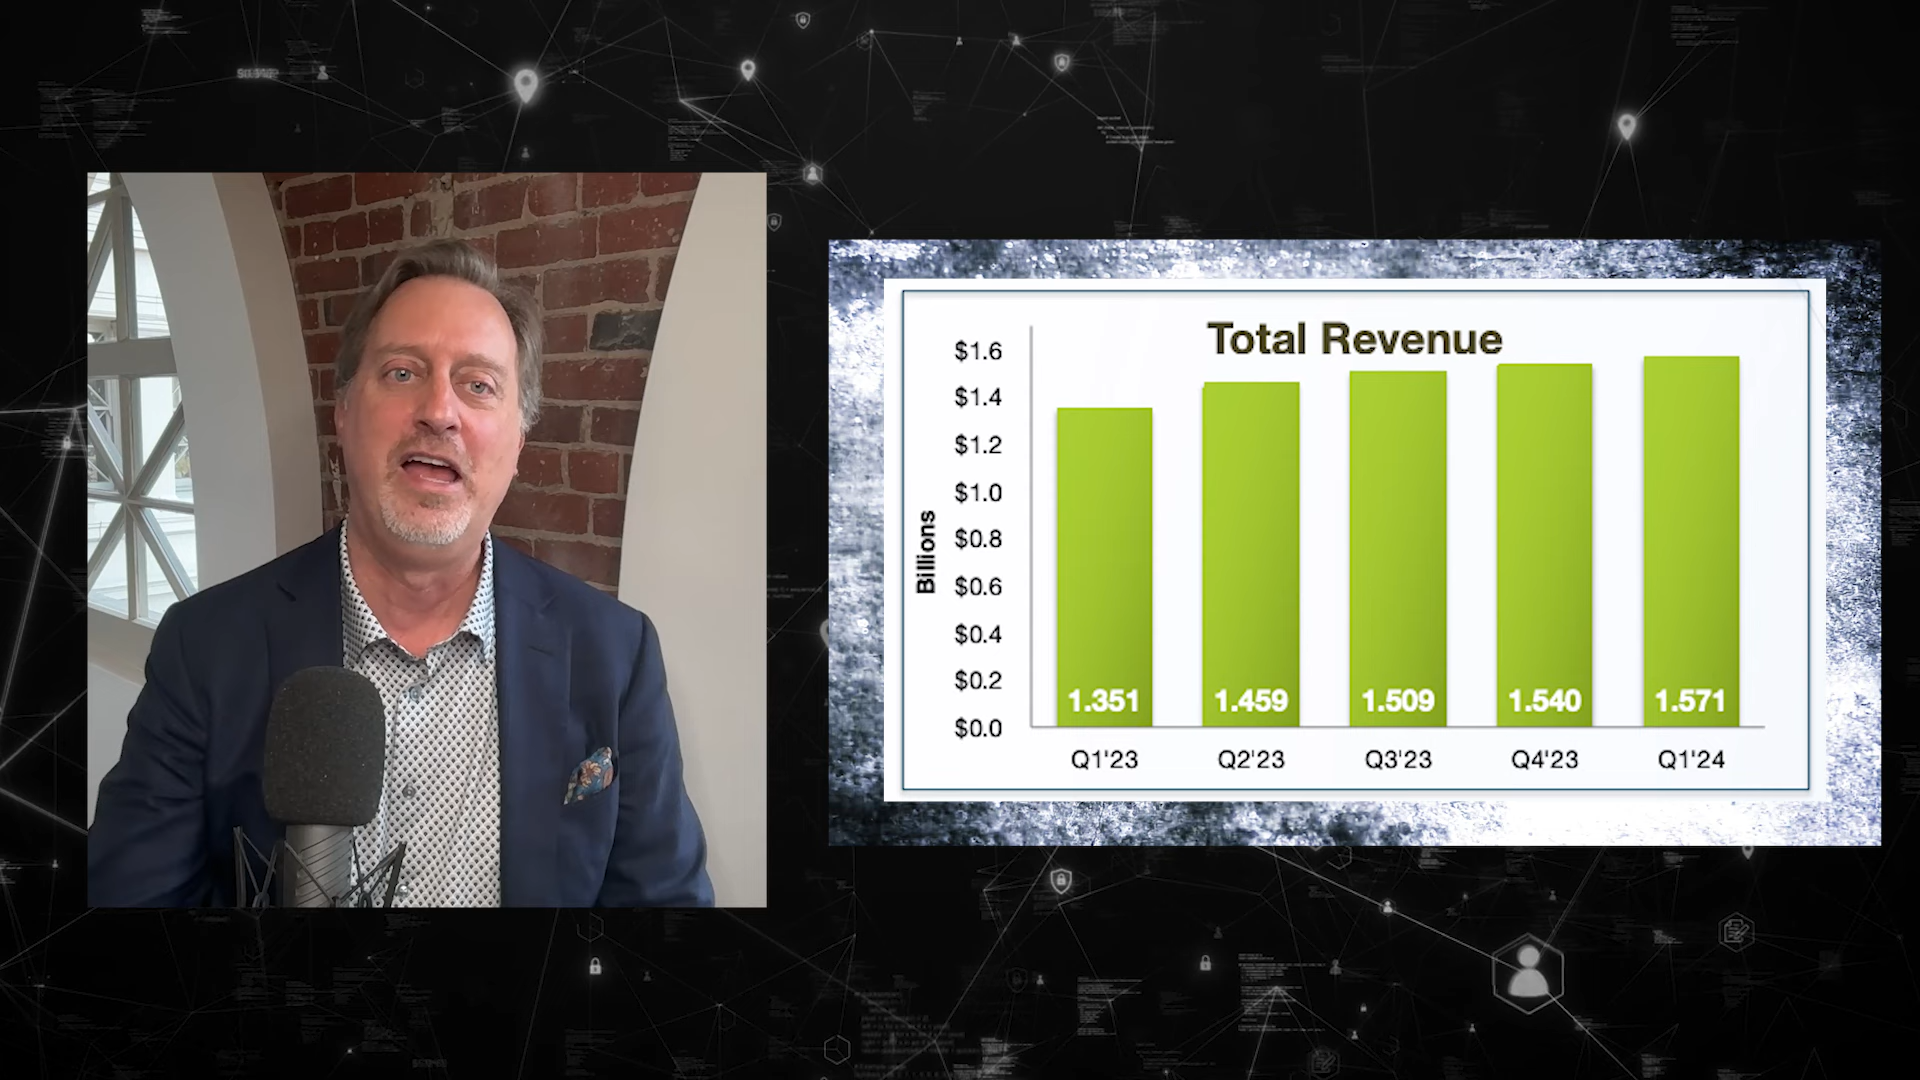 Total Revenue
$1.6
$1.4
$1.2
$1.0
$0.8
$0.6
$0.4
$0.2
$0.0
Billions
1.351
1.459
1.509
1.540
1.571
Q1'23
Q2'23
Q3'23
Q4'23
Q1'24